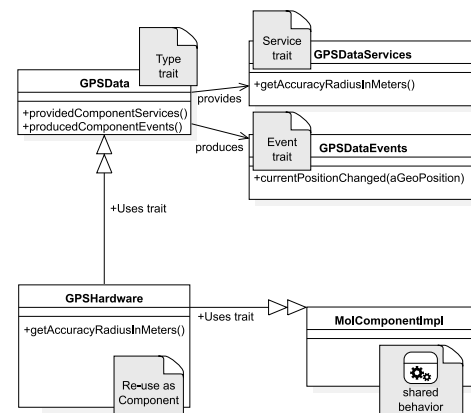 Type
trait
GPSData
+providedComponentServices()
+producedComponentEvents()
provides
produces
Service
trait
GPSDataServices
+getAccuracyRadiusInMeters()
Event
trait
GPSDataEvents
+currentPositionChanged(aGeoPosition)
+Uses trait
GPSHardware
+getAccuracyRadiusInMeters()
Re-use as
Component
+Uses trait
MolComponentImpl
shared
behavior